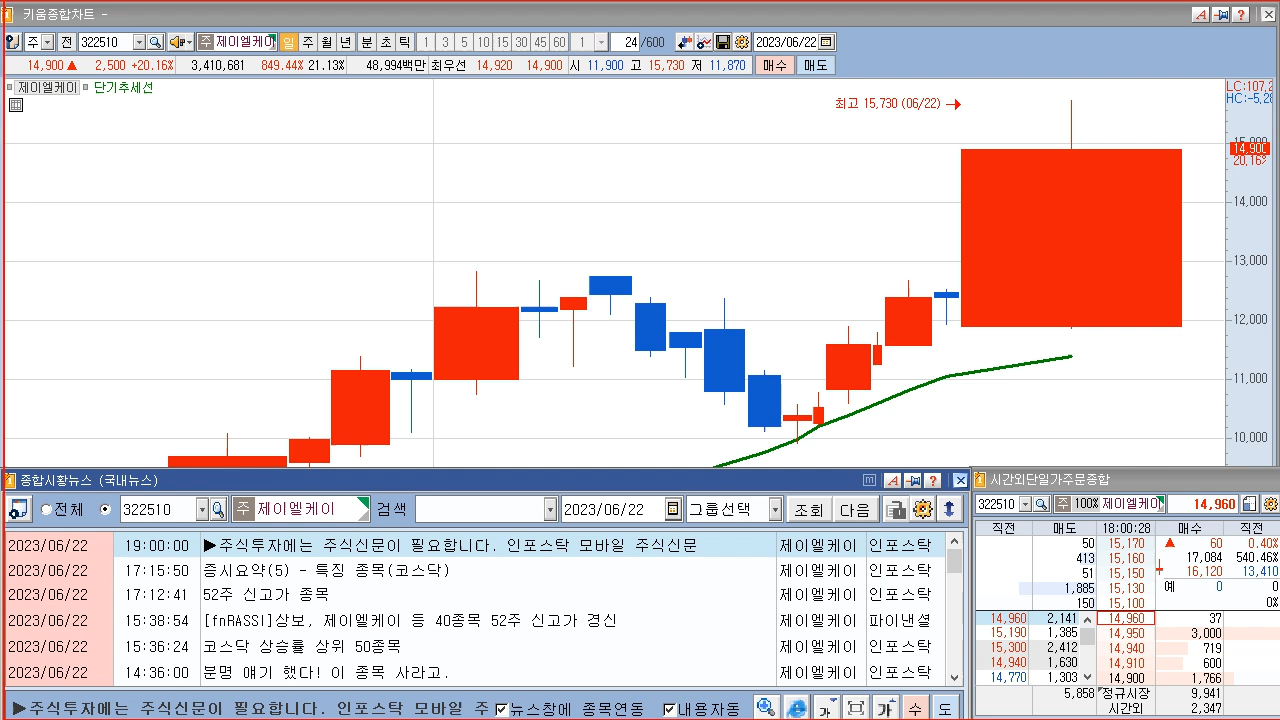 키움종합차트 -
주 전 322510 주 제이엘케이 일 주 월 년 분 초 틱 1 3 5 10 15 30 45 60 1 24 /600 2023/06/22
14,900 ▲ 2,500 +20.16% 3,410,681 849.44% 21.13% 48,994백만 최우선 14,920 14,900 시 11,900 고 15,730 저 11,870 매수 매도
제이엘케이 단기추세선
LC:107,2
HC:-5,28
최고 15,730 (06/22) →
14,900
20.16%
14,000
13,000
12,000
11,000
10,000
종합시황뉴스 (국내뉴스)
전체 322510 주 제이엘케이 검색 2023/06/22 그룹선택 조회 다음
2023/06/22 19:00:00 ▶주식투자에는 주식신문이 필요합니다. 인포스탁 모바일 주식신문 제이엘케이 인포스탁
2023/06/22 17:15:50 증시요약(5) - 특징 종목(코스닥) 제이엘케이 인포스탁
2023/06/22 17:12:41 52주 신고가 종목 제이엘케이 인포스탁
2023/06/22 15:38:54 [fnRASSI]상보, 제이엘케이 등 40종목 52주 신고가 경신 제이엘케이 파이낸셜
2023/06/22 15:36:24 코스닥 상승률 상위 50종목 제이엘케이 인포스탁
2023/06/22 14:36:00 분명 얘기 했다! 이 종목 사라고. 제이엘케이 인포스탁
▶주식투자에는 주식신문이 필요합니다. 인포스탁 모바일 주 뉴스창에 종목연동 내용자동 가 가 수 도
시간외단일가주문종합
322510 주 100% 제이엘케이 14,960
직전 매도 18:00:28 매수 직전
50 15,170 ▲ 60 0.40%
413 15,160 17,084 540.46%
51 15,150 16,120 13,410
1,885 15,130 예 0 0
150 15,100 0%
14,960 2,141 14,960 37
15,190 1,385 14,950 3,000
15,300 2,412 14,940 719
14,940 1,630 14,910 600
14,770 1,303 14,900 1,766
5,858 정규시장 9,941
시간외 2,347